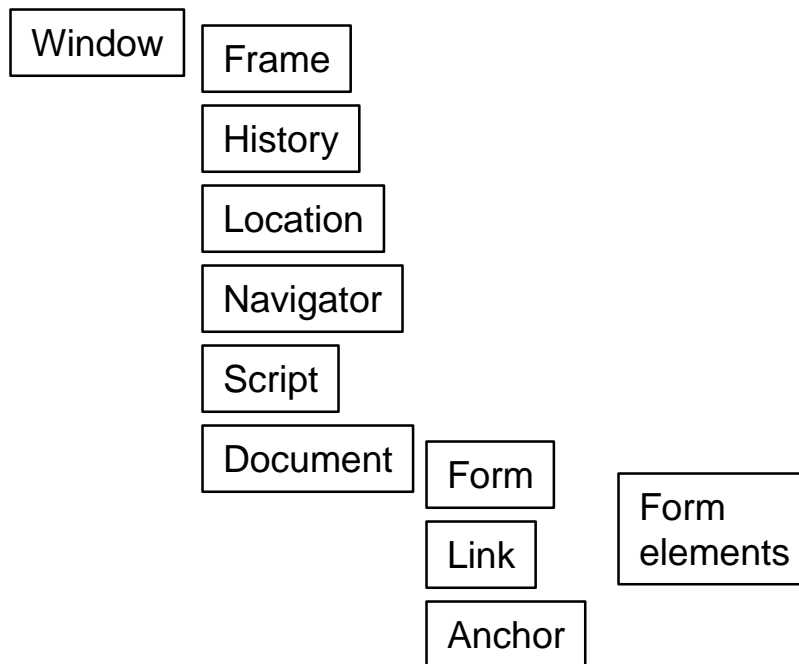 Window
Frame
History
Location
Navigator
Script
Document
Form
Form
elements
Link
Anchor